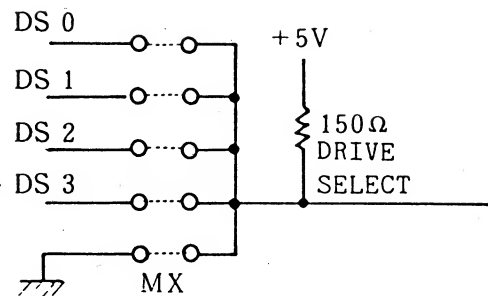 DS 0
+5V
DS 1
150Ω
DRIVE
SELECT
DS 2
DS 3
MX